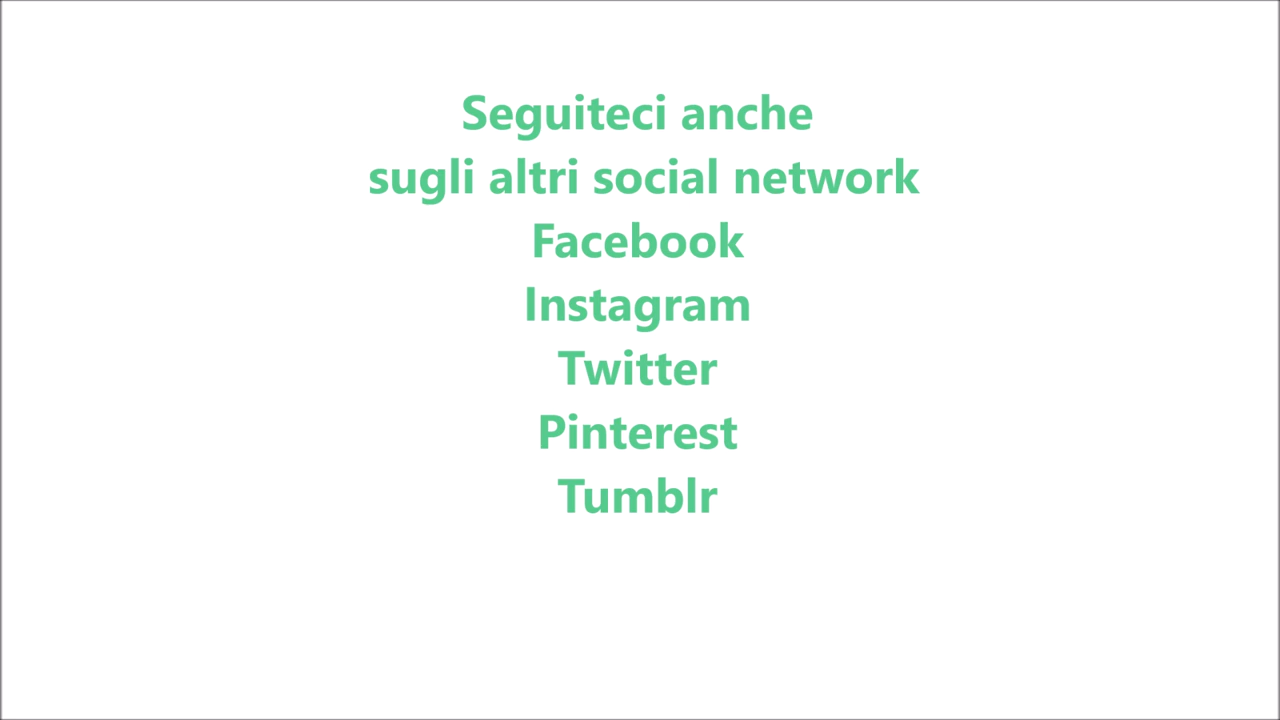 Seguiteci anche
sugli altri social network
Facebook
Instagram
Twitter
Pinterest
Tumblr